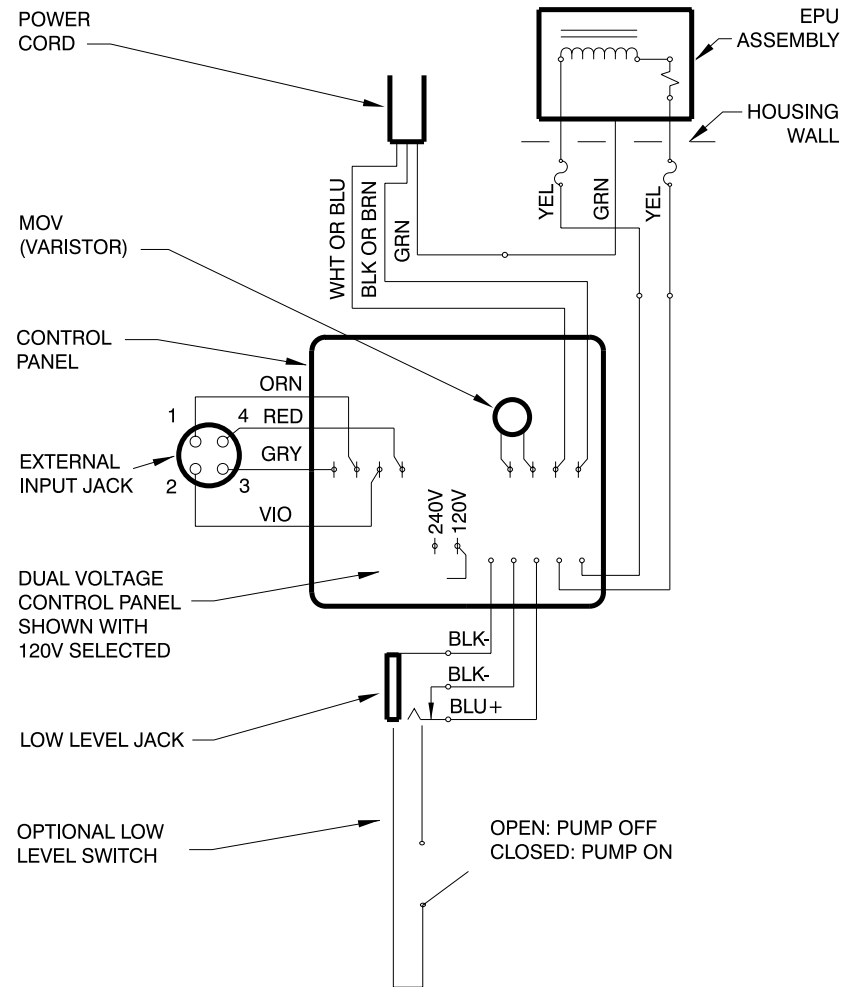 POWER
CORD
EPU
ASSEMBLY
HOUSING
WALL
MOV
(VARISTOR)
WHT OR BLU
BLK OR BRN
GRN
YEL
GRN
YEL
CONTROL
PANEL
ORN
1
4
RED
EXTERNAL
INPUT JACK
GRY
2
3
VIO
240V
120V
DUAL VOLTAGE
CONTROL PANEL
SHOWN WITH
120V SELECTED
BLK-
BLK-
BLU+
LOW LEVEL JACK
OPTIONAL LOW
LEVEL SWITCH
OPEN: PUMP OFF
CLOSED: PUMP ON